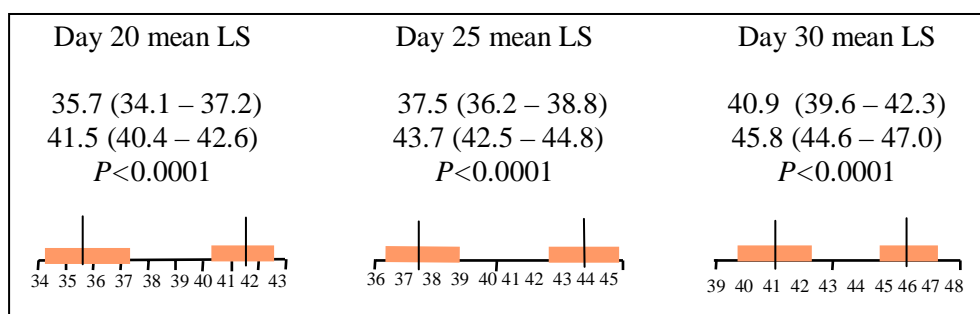 Day 20 mean LS Day 25 mean LS Day 30 mean LS
35.7 (34.1 – 37.2) 37.5 (36.2 – 38.8) 40.9 (39.6 – 42.3)
41.5 (40.4 – 42.6) 43.7 (42.5 – 44.8) 45.8 (44.6 – 47.0)
P<0.0001 P<0.0001 P<0.0001
34 35 36 37 38 39 40 41 42 43 36 37 38 39 40 41 42 43 44 45 39 40 41 42 43 44 45 46 47 48